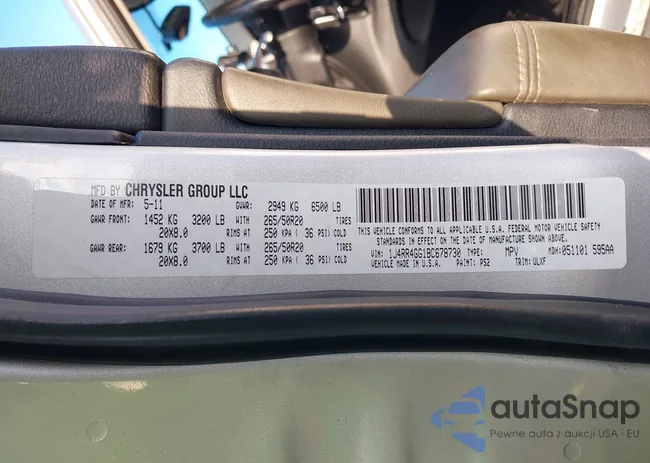 MFD BY CHRYSLER GROUP LLC
DATE OF MFR: 5-11 GVWR: 2949 KG 6500 LB
GAWR FRONT: 1452 KG 3200 LB WITH 265/50R20 TIRES
20X8.0 RIMS AT 250 KPA ( 36 PSI) COLD
GAWR REAR: 1679 KG 3700 LB WITH 265/50R20 TIRES
20X8.0 RIMS AT 250 KPA ( 36 PSI) COLD
THIS VEHICLE CONFORMS TO ALL APPLICABLE U.S.A. FEDERAL MOTOR VEHICLE SAFETY
STANDARDS IN EFFECT ON THE DATE OF MANUFACTURE SHOWN ABOVE.
VIN: 1J4RR4GG1BC678730 TYPE: MPV MDH: 051101 595AA
VEHICLE MADE IN U.S.A. PAINT: PS2 TRIM: ULXF
autaSnap
Pewne auta z aukcji USA i EU